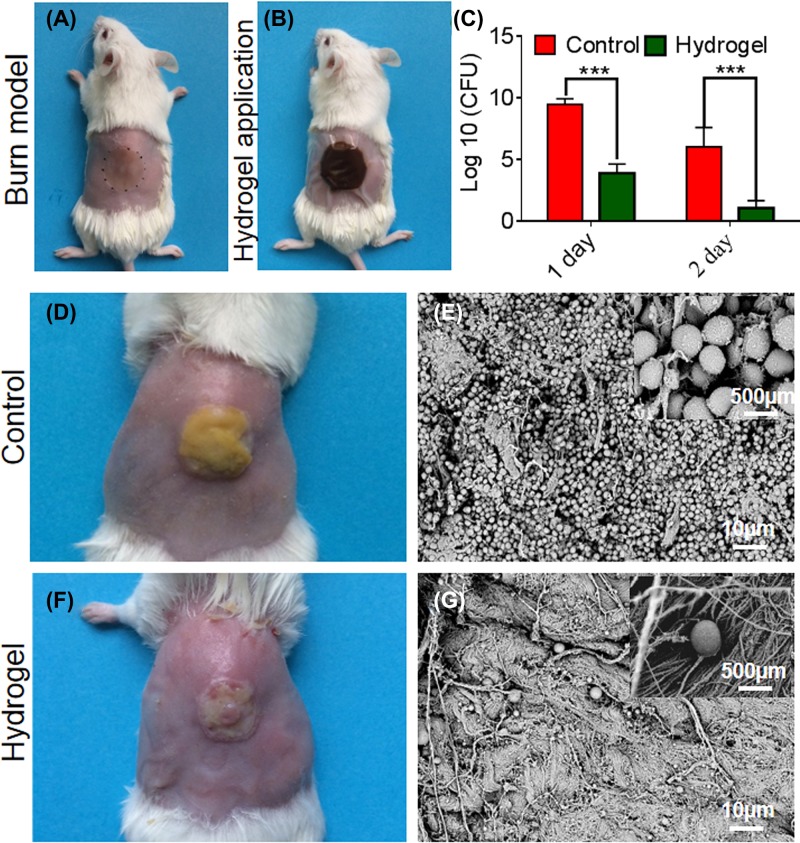 (A)
Burn model
(B)
Hydrogel application
(C)
Control Hydrogel
Log 10 (CFU)
15
10
5
0
***
***
1 day
2 day
Control
(D)
(E)
500μm
10μm
Hydrogel
(F)
(G)
500μm
10μm